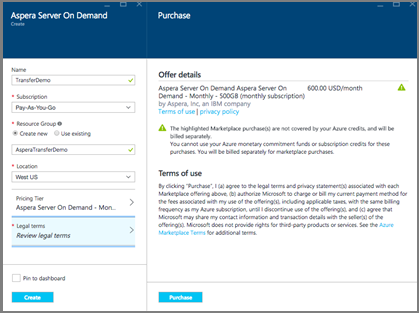 Aspera Server On Demand
Create
Purchase
* Name
TransferDemo
* Subscription
Pay-As-You-Go
* Resource Group
Create new
Use existing
AsperaTransferDemo
* Location
West US
Pricing Tier
Aspera Server On Demand - Mon...
* Legal terms
Review legal terms
Pin to dashboard
Create
Offer details
Aspera Server On Demand Aspera Server On 600.00 USD/month
Demand - Monthly - 500GB (monthly subscription)
by Aspera, Inc, an IBM company
Terms of use | privacy policy
The highlighted Marketplace purchase(s) are not covered by your Azure credits, and will be
billed separately.
You cannot use your Azure monetary commitment funds or subscription credits for these
purchases. You will be billed separately for marketplace purchases.
Terms of use
By clicking "Purchase", I (a) agree to the legal terms and privacy statement(s) associated with each
Marketplace offering above, (b) authorize Microsoft to charge or bill my current payment method for
the fees associated with my use of the offering(s), including applicable taxes, with the same billing
frequency as my Azure subscription, until I discontinue use of the offering(s), and (c) agree that
Microsoft may share my contact information and transaction details with the seller(s) of the
offering(s). Microsoft does not provide rights for third-party products or services. See the Azure
Marketplace Terms for additional terms.
Purchase